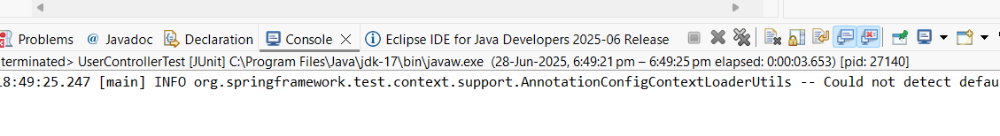 Problems @ Javadoc Declaration Console Eclipse IDE for Java Developers 2025-06 Release
terminated> UserControllerTest [JUnit] C:\Program Files\Java\jdk-17\bin\javaw.exe (28-Jun-2025, 6:49:21 pm – 6:49:25 pm elapsed: 0:00:03.653) [pid: 27140]
18:49:25.247 [main] INFO org.springframework.test.context.support.AnnotationConfigContextLoaderUtils -- Could not detect defau